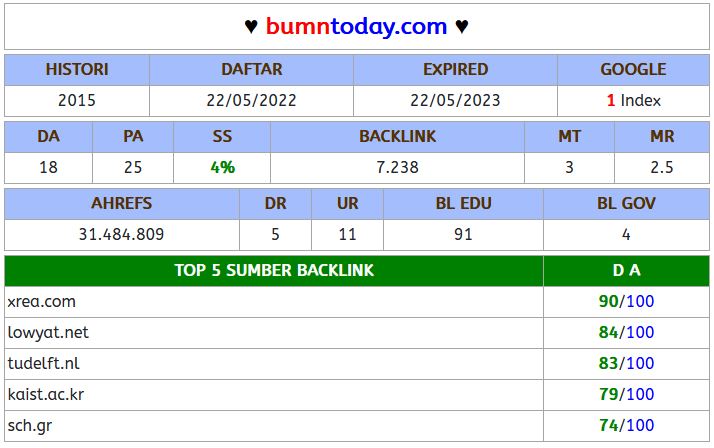 ♥ bumntoday.com ♥
HISTORI DAFTAR EXPIRED GOOGLE
2015 22/05/2022 22/05/2023 1 Index
DA PA SS BACKLINK MT MR
18 25 4% 7.238 3 2.5
AHREFS DR UR BL EDU BL GOV
31.484.809 5 11 91 4
TOP 5 SUMBER BACKLINK D A
xrea.com 90/100
lowyat.net 84/100
tudelft.nl 83/100
kaist.ac.kr 79/100
sch.gr 74/100